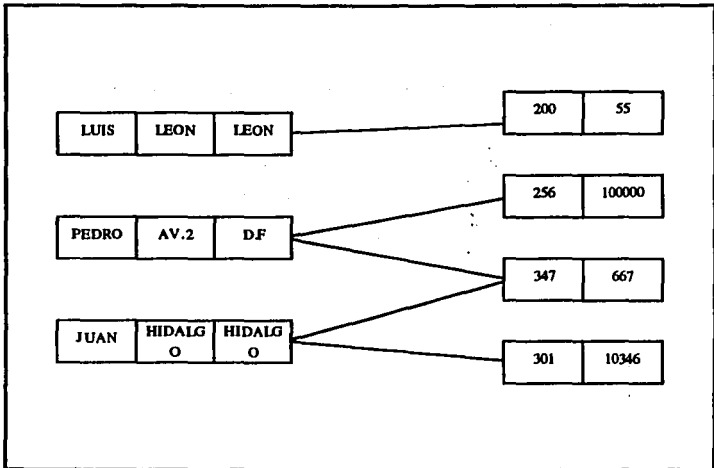 LUIS LEON LEON
200 55
PEDRO AV.2 D.F
256 100000
347 667
JUAN HIDALG
O HIDALG
O
301 10346